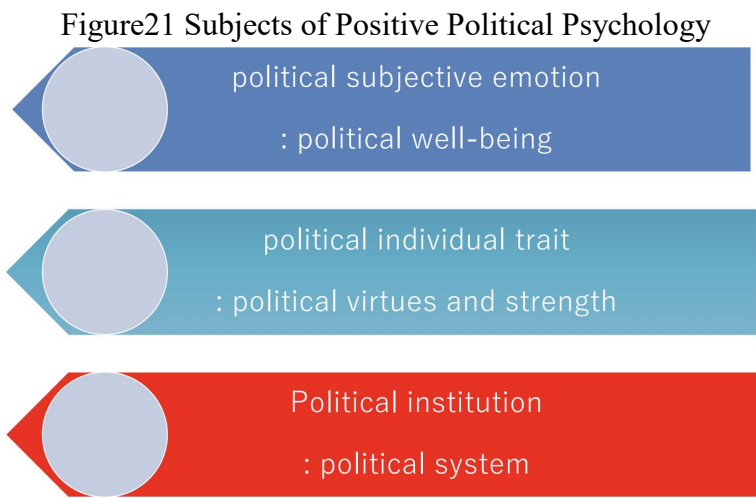 Figure21 Subjects of Positive Political Psychology
political subjective emotion
: political well-being
political individual trait
: political virtues and strength
Political institution
: political system